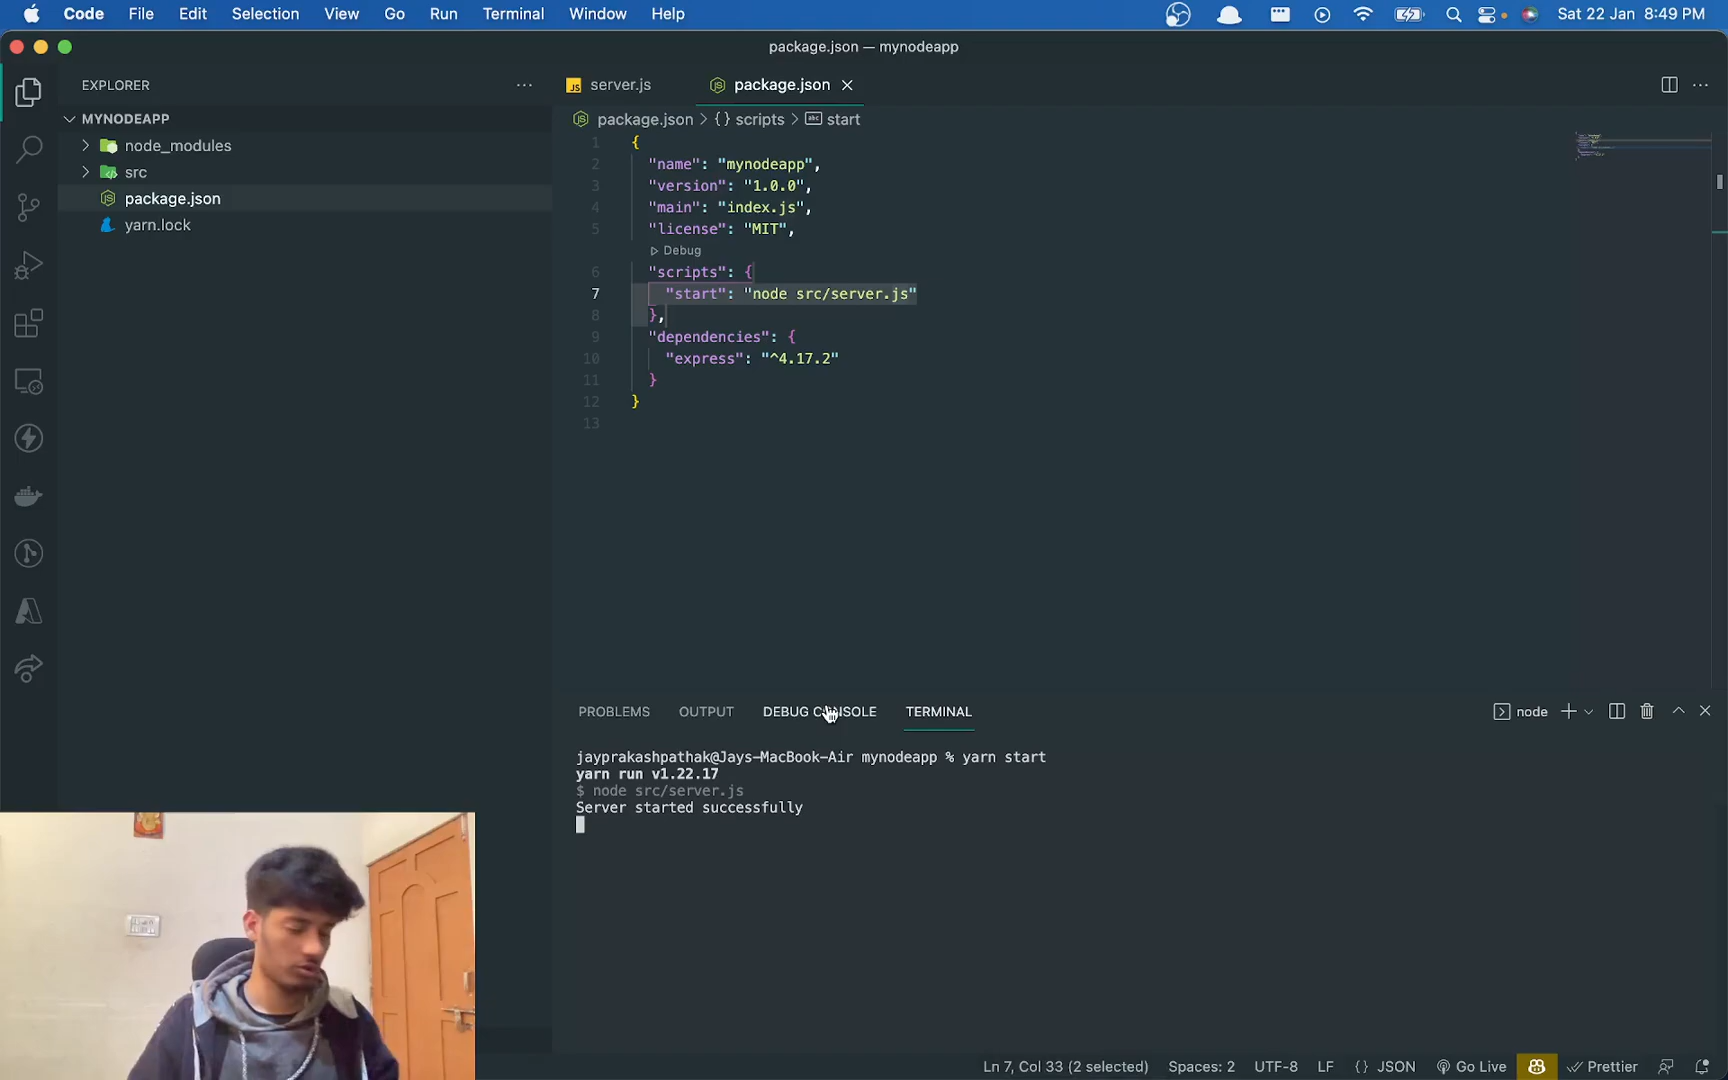 Code File Edit Selection View Go Run Terminal Window Help Sat 22 Jan 8:49 PM
package.json — mynodeapp
EXPLORER
MYNODEAPP
node_modules
src
package.json
yarn.lock
server.js package.json
package.json > {} scripts > abc start
1 {
2 "name": "mynodeapp",
3 "version": "1.0.0",
4 "main": "index.js",
5 "license": "MIT",
Debug
6 "scripts": {
7 "start": "node src/server.js"
8 },
9 "dependencies": {
10 "express": "^4.17.2"
11 }
12 }
13
PROBLEMS OUTPUT DEBUG CONSOLE TERMINAL node
jayprakashpathak@Jays-MacBook-Air mynodeapp % yarn start
yarn run v1.22.17
$ node src/server.js
Server started successfully
Ln 7, Col 33 (2 selected) Spaces: 2 UTF-8 LF {} JSON Go Live Prettier